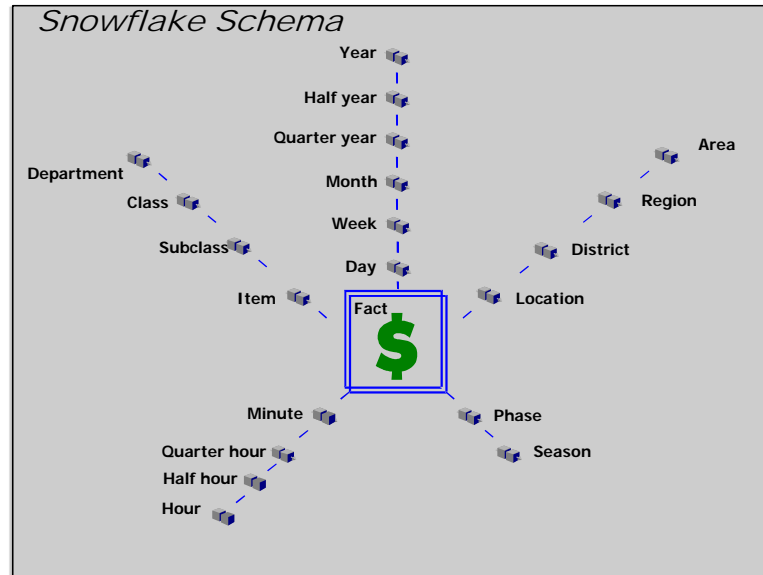 Snowflake Schema
Year
Half year
Quarter year
Month
Week
Day
Department
Class
Subclass
Item
Area
Region
District
Location
Fact
$
Minute
Quarter hour
Half hour
Hour
Phase
Season